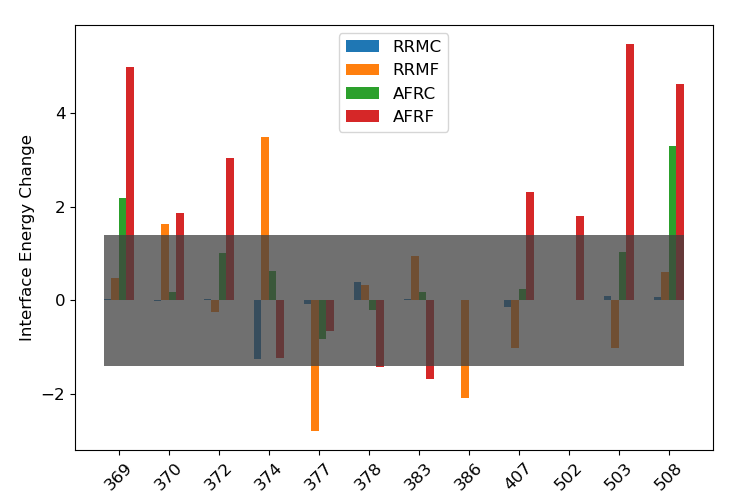 RRMC
RRMF
AFRC
AFRF
Interface Energy Change
4
2
0
−2
369 370 372 374 377 378 383 386 407 502 503 508